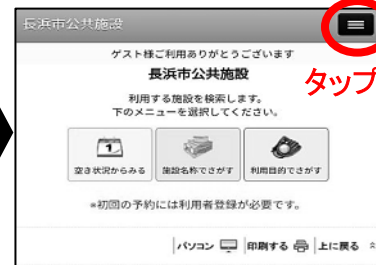 長浜市公共施設
ゲスト様ご利用ありがとうございます
長浜市公共施設
タップ
利用する施設を検索します。
下のメニューを選択してください。
1
空き状況からみる
施設名称でさがす
利用目的でさがす
*初回の予約には利用者登録が必要です。
パソコン 印刷する 上に戻る